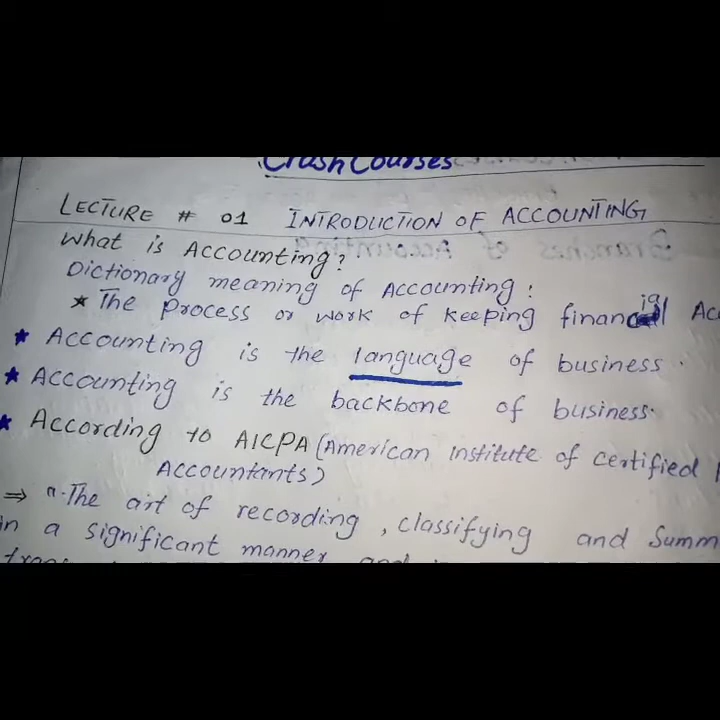 Crash Courses
LECTURE # 01 INTRODUCTION OF ACCOUNTING
What is Accounting?
Dictionary meaning of Accounting:
* The Process or work of keeping financial
* Accounting is the language of business.
* Accounting is the backbone of business.
* According to AICPA (American institute of certified
Accountants)
⇒ "The art of recording, classifying and
in a significant manner and